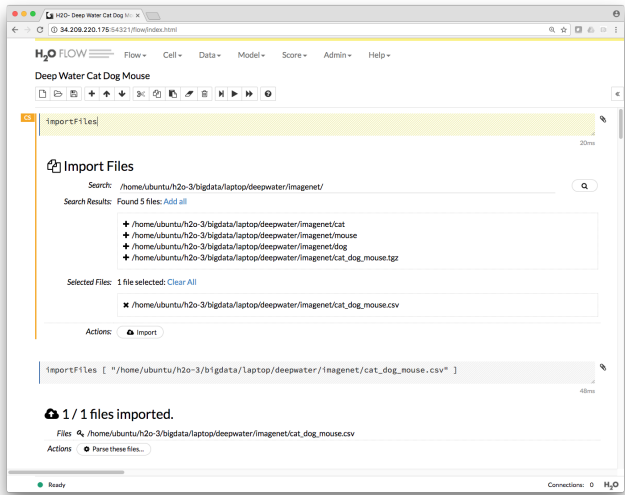 H2O- Deep Water Cat Dog Mo
34.209.220.175:54321/flow/index.html
H2O FLOW Flow Cell Data Model Score Admin Help
Deep Water Cat Dog Mouse
CS
importFiles
20ms
Import Files
Search: /home/ubuntu/h2o-3/bigdata/laptop/deepwater/imagenet/
Search Results: Found 5 files: Add all
/home/ubuntu/h2o-3/bigdata/laptop/deepwater/imagenet/cat
/home/ubuntu/h2o-3/bigdata/laptop/deepwater/imagenet/mouse
/home/ubuntu/h2o-3/bigdata/laptop/deepwater/imagenet/dog
/home/ubuntu/h2o-3/bigdata/laptop/deepwater/imagenet/cat_dog_mouse.tgz
Selected Files: 1 file selected: Clear All
/home/ubuntu/h2o-3/bigdata/laptop/deepwater/imagenet/cat_dog_mouse.csv
Actions: Import
importFiles [ "/home/ubuntu/h2o-3/bigdata/laptop/deepwater/imagenet/cat_dog_mouse.csv" ]
48ms
1 / 1 files imported.
Files /home/ubuntu/h2o-3/bigdata/laptop/deepwater/imagenet/cat_dog_mouse.csv
Actions Parse these files...
Ready Connections: 0 H2O